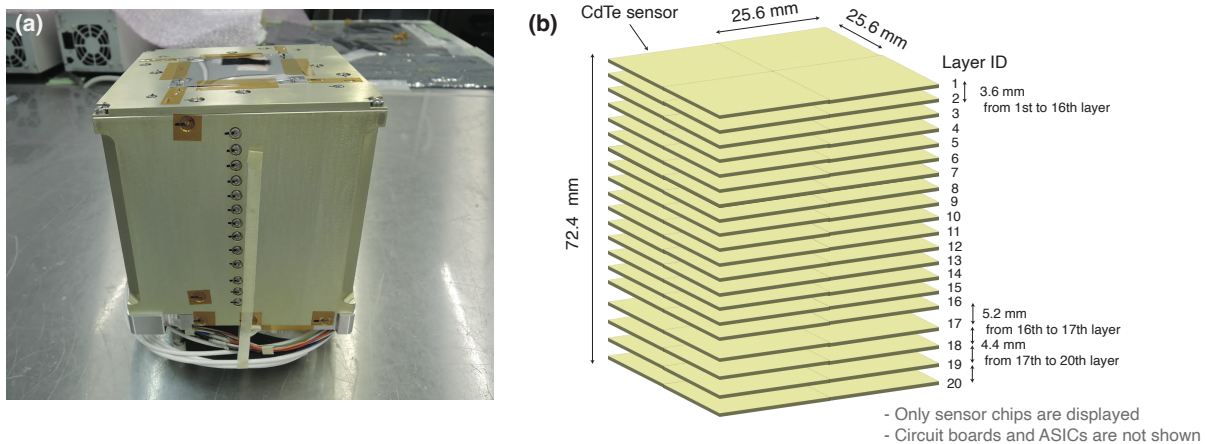 (a)
(b)
CdTe sensor
25.6 mm
25.6 mm
72.4 mm
Layer ID
1
2
3
4
5
6
7
8
9
10
11
12
13
14
15
16
17
18
19
20
3.6 mm
from 1st to 16th layer
5.2 mm
from 16th to 17th layer
4.4 mm
from 17th to 20th layer
- Only sensor chips are displayed
- Circuit boards and ASICs are not shown